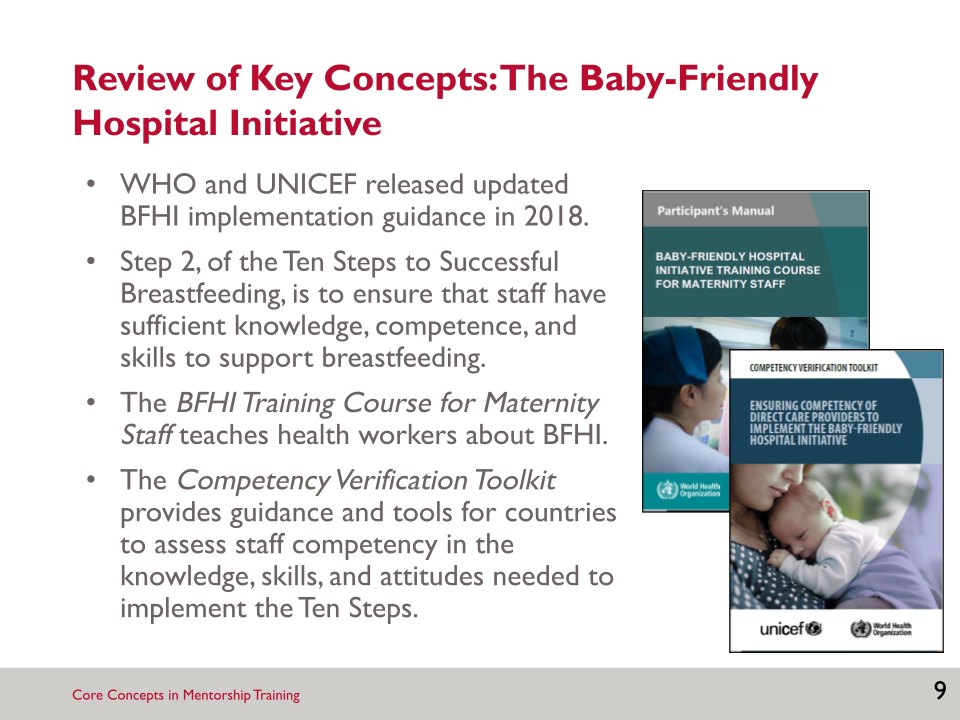 Review of Key Concepts: The Baby-Friendly
Hospital Initiative
• WHO and UNICEF released updated
BFHI implementation guidance in 2018.
• Step 2, of the Ten Steps to Successful
Breastfeeding, is to ensure that staff have
sufficient knowledge, competence, and
skills to support breastfeeding.
• The BFHI Training Course for Maternity
Staff teaches health workers about BFHI.
• The Competency Verification Toolkit
provides guidance and tools for countries
to assess staff competency in the
knowledge, skills, and attitudes needed to
implement the Ten Steps.
Participant's Manual
BABY-FRIENDLY HOSPITAL
INITIATIVE TRAINING COURSE
FOR MATERNITY STAFF
World Health
Organization
COMPETENCY VERIFICATION TOOLKIT
ENSURING COMPETENCY OF
DIRECT CARE PROVIDERS TO
IMPLEMENT THE BABY-FRIENDLY
HOSPITAL INITIATIVE
unicef
World Health
Organization
Core Concepts in Mentorship Training
9